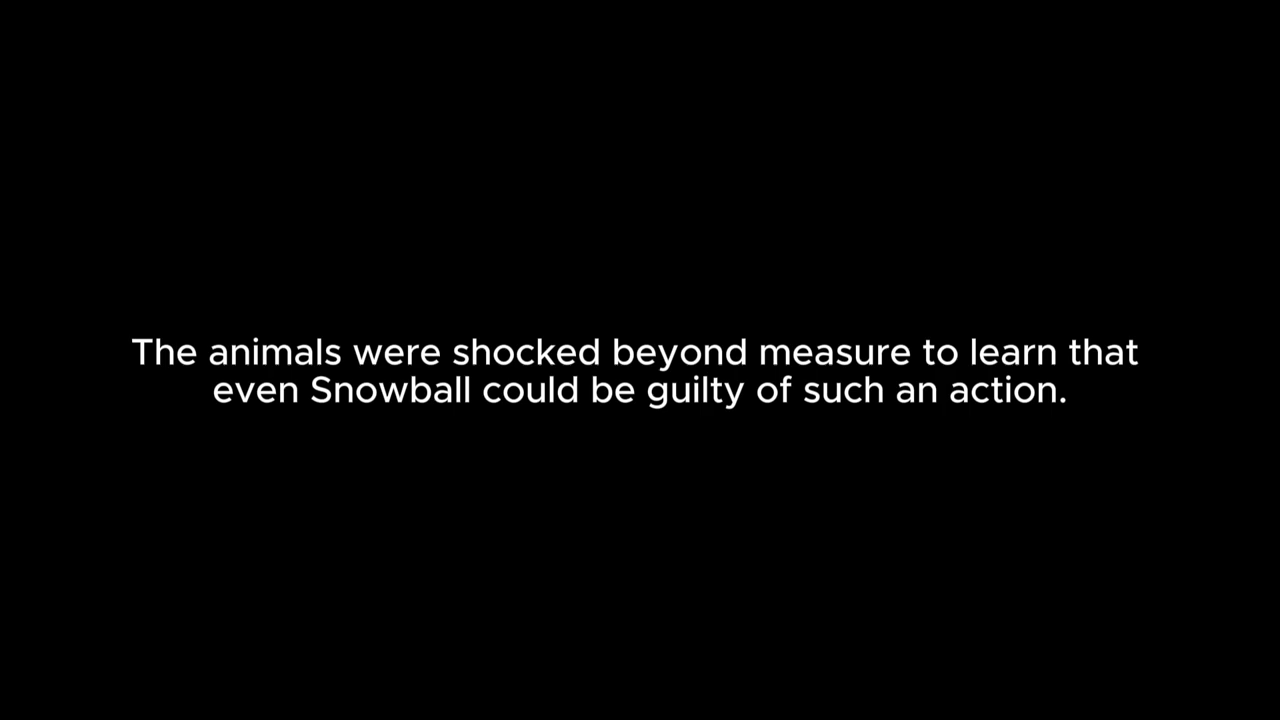 The animals were shocked beyond measure to learn that
even Snowball could be guilty of such an action.